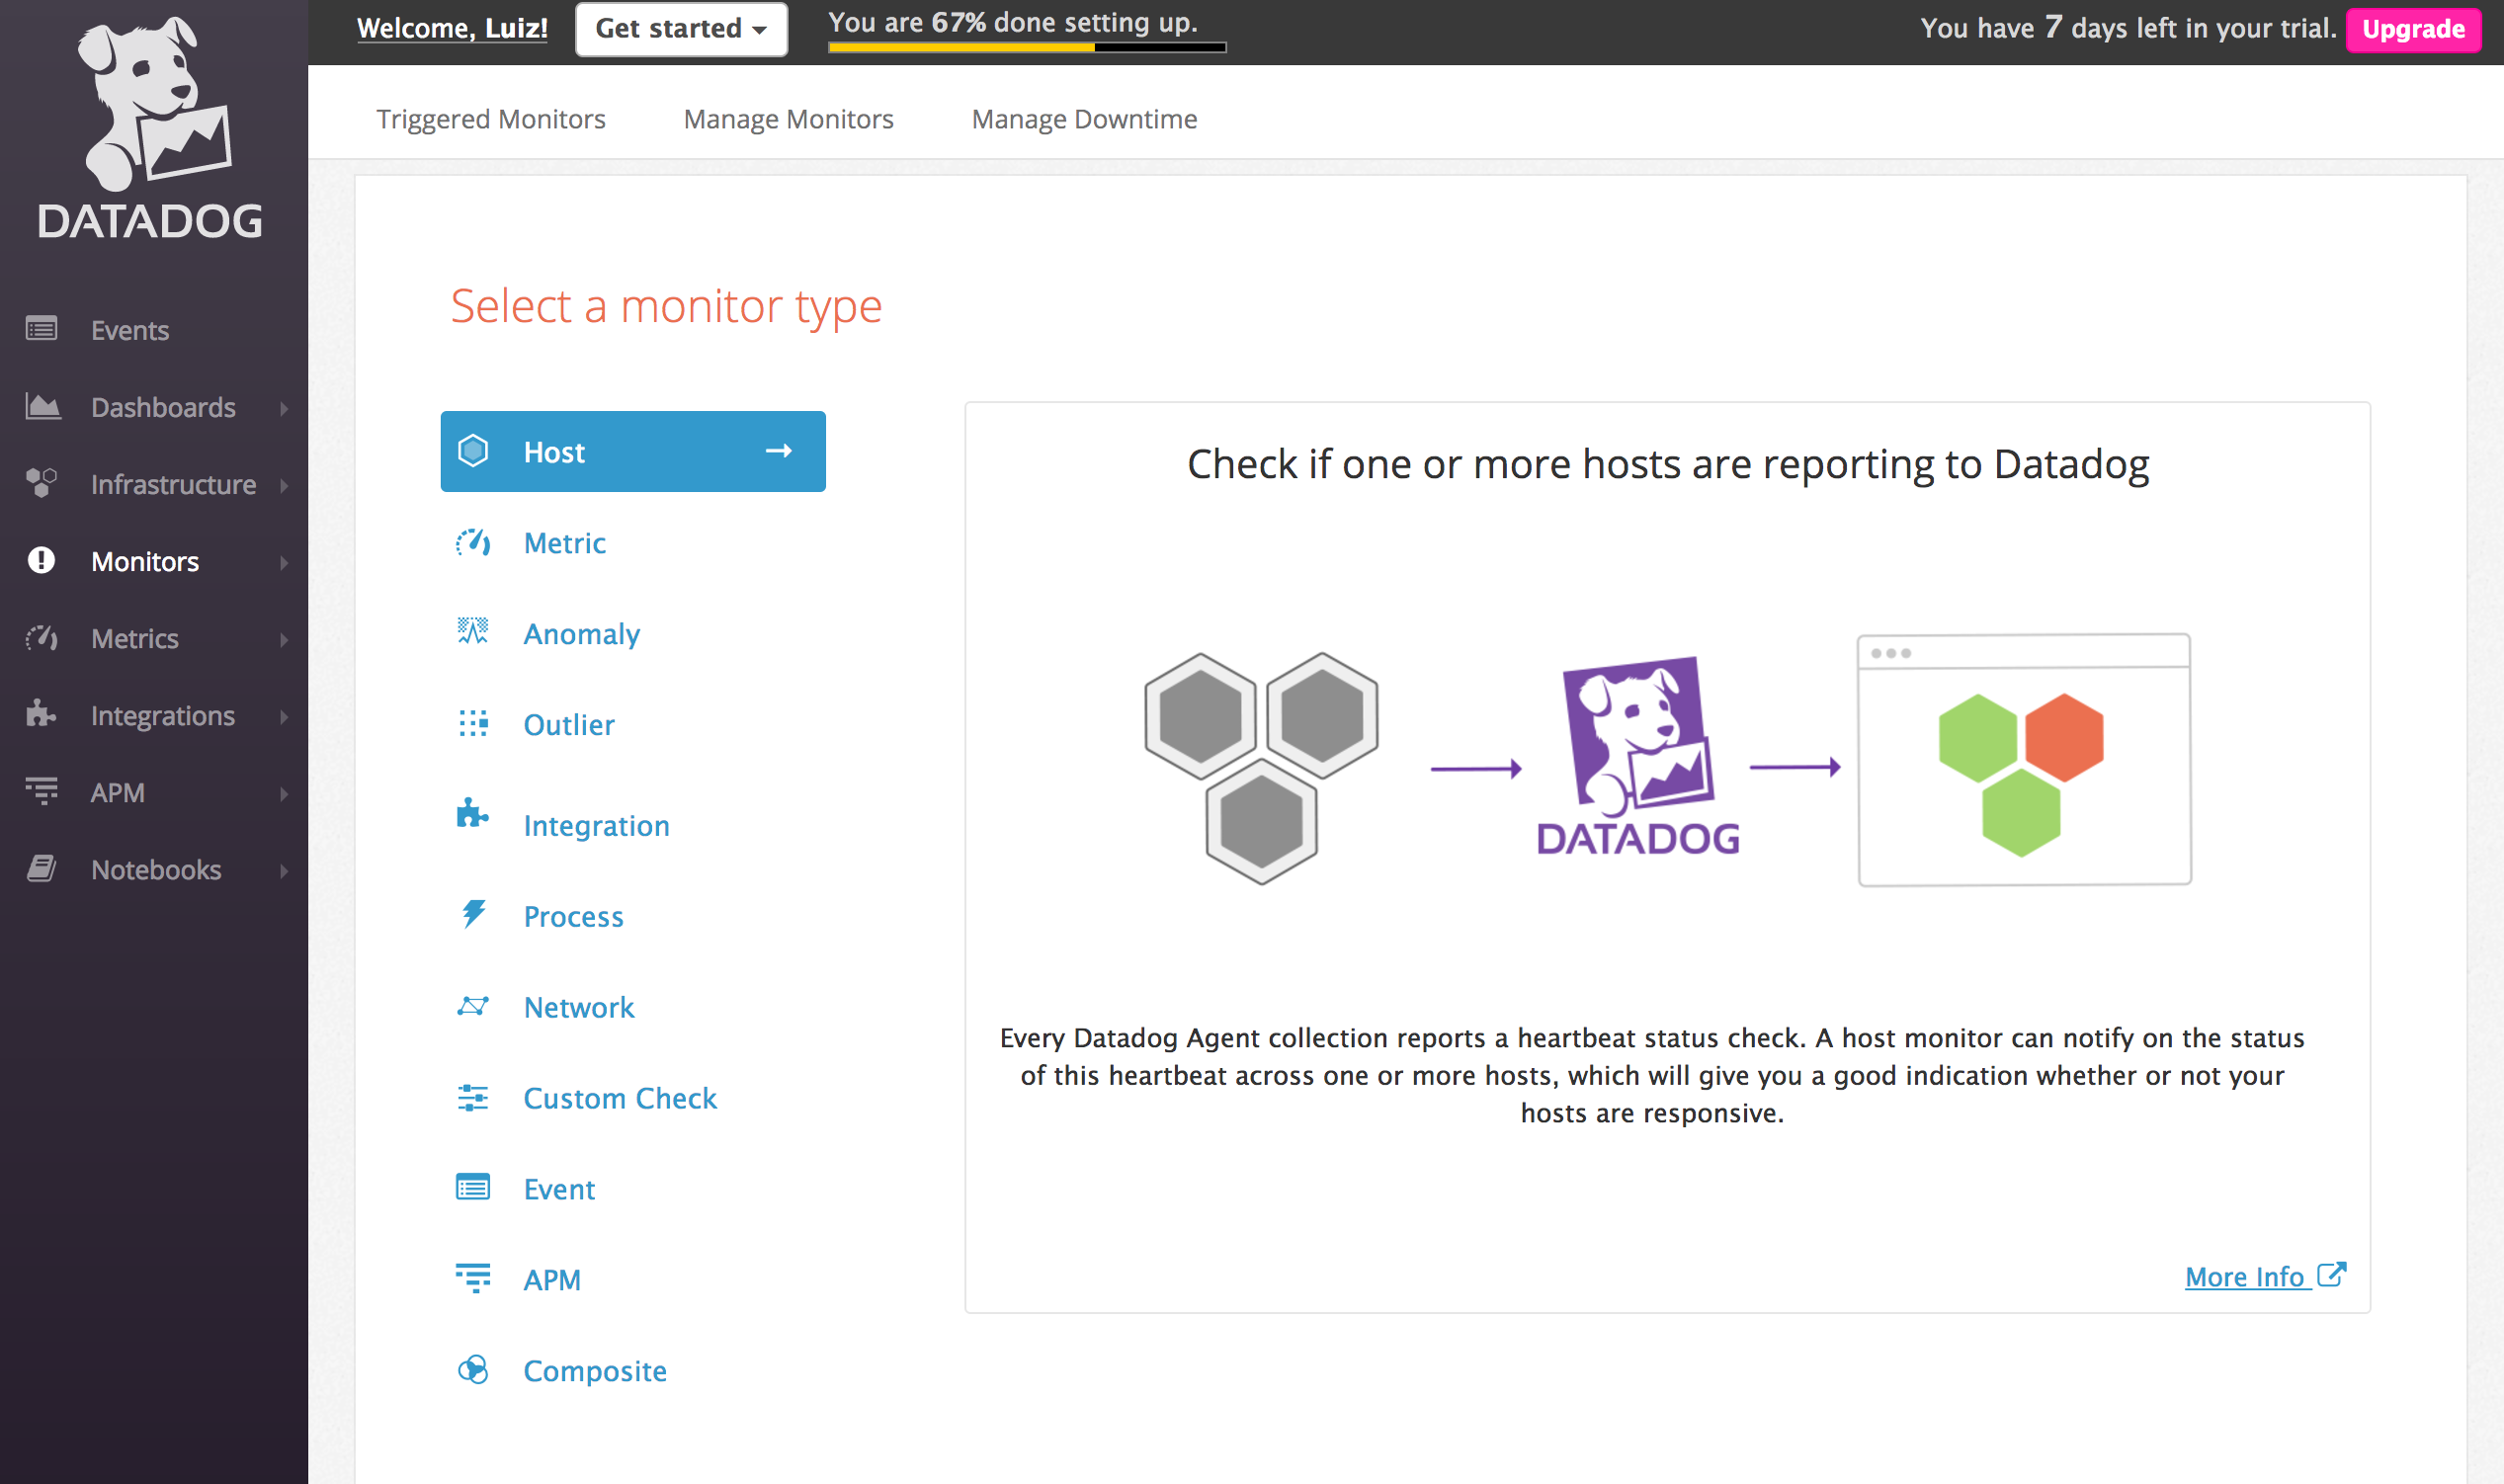 DATADOG
Events
Dashboards
Infrastructure
Monitors
Metrics
Integrations
APM
Notebooks
Welcome, Luiz!
Get started
You are 67% done setting up.
You have 7 days left in your trial.
Upgrade
Triggered Monitors
Manage Monitors
Manage Downtime
Select a monitor type
Host
Metric
Anomaly
Outlier
Integration
Process
Network
Custom Check
Event
APM
Composite
Check if one or more hosts are reporting to Datadog
DATADOG
Every Datadog Agent collection reports a heartbeat status check. A host monitor can notify on the status
of this heartbeat across one or more hosts, which will give you a good indication whether or not your
hosts are responsive.
More Info